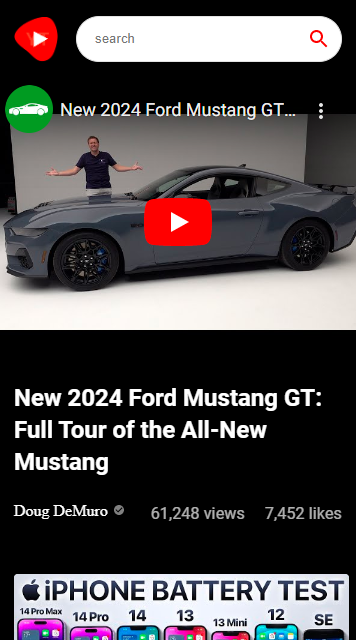 search
New 2024 Ford Mustang GT...
New 2024 Ford Mustang GT:
Full Tour of the All-New
Mustang
Doug DeMuro
61,248 views
7,452 likes
iPHONE BATTERY TEST
14 Pro Max
14 Pro
14
13
13 Mini
12
SE